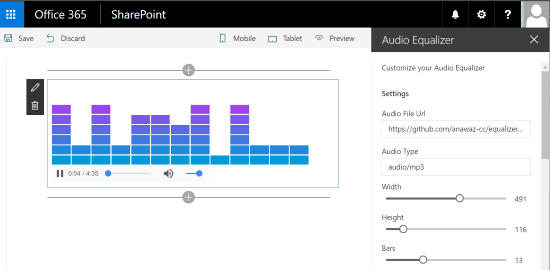 Office 365 SharePoint
Save Discard Mobile Tablet Preview
Audio Equalizer
Customize your Audio Equalizer
Settings
Audio File Url
https://github.com/anawaz-cc/equalizer...
Audio Type
audio/mp3
Width
491
Height
116
Bars
13
0:04 / 4:35